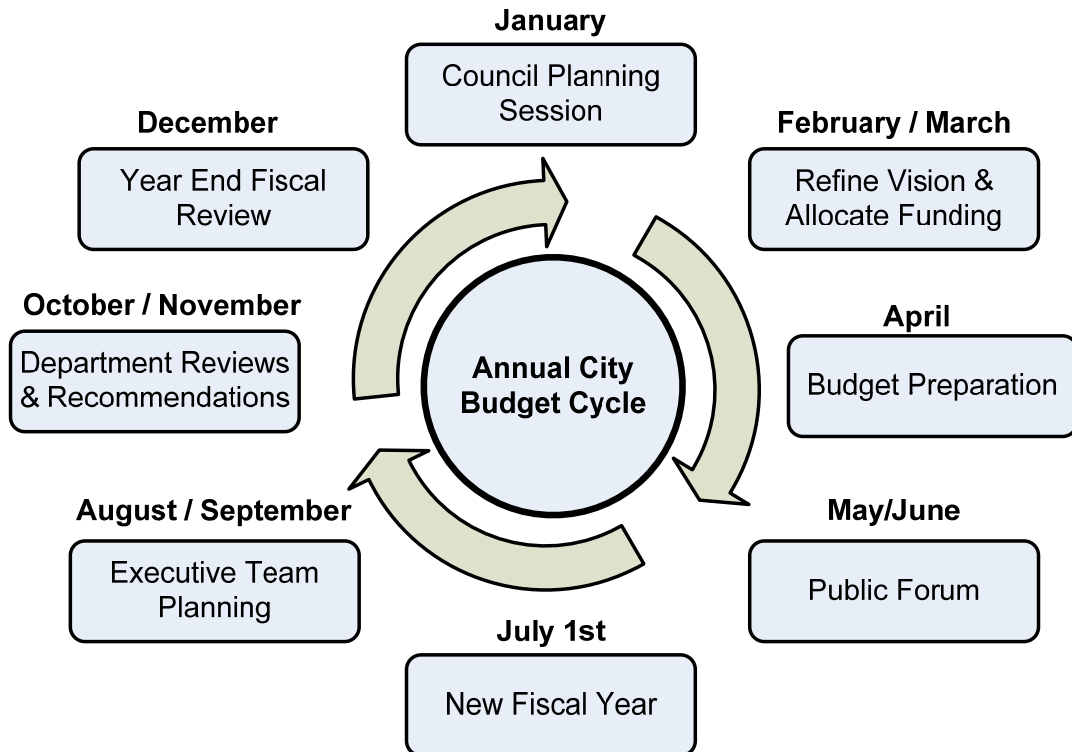 January
Council Planning
Session
February / March
Refine Vision &
Allocate Funding
April
Budget Preparation
May/June
Public Forum
July 1st
New Fiscal Year
August / September
Executive Team
Planning
October / November
Department Reviews
& Recommendations
December
Year End Fiscal
Review
Annual City
Budget Cycle